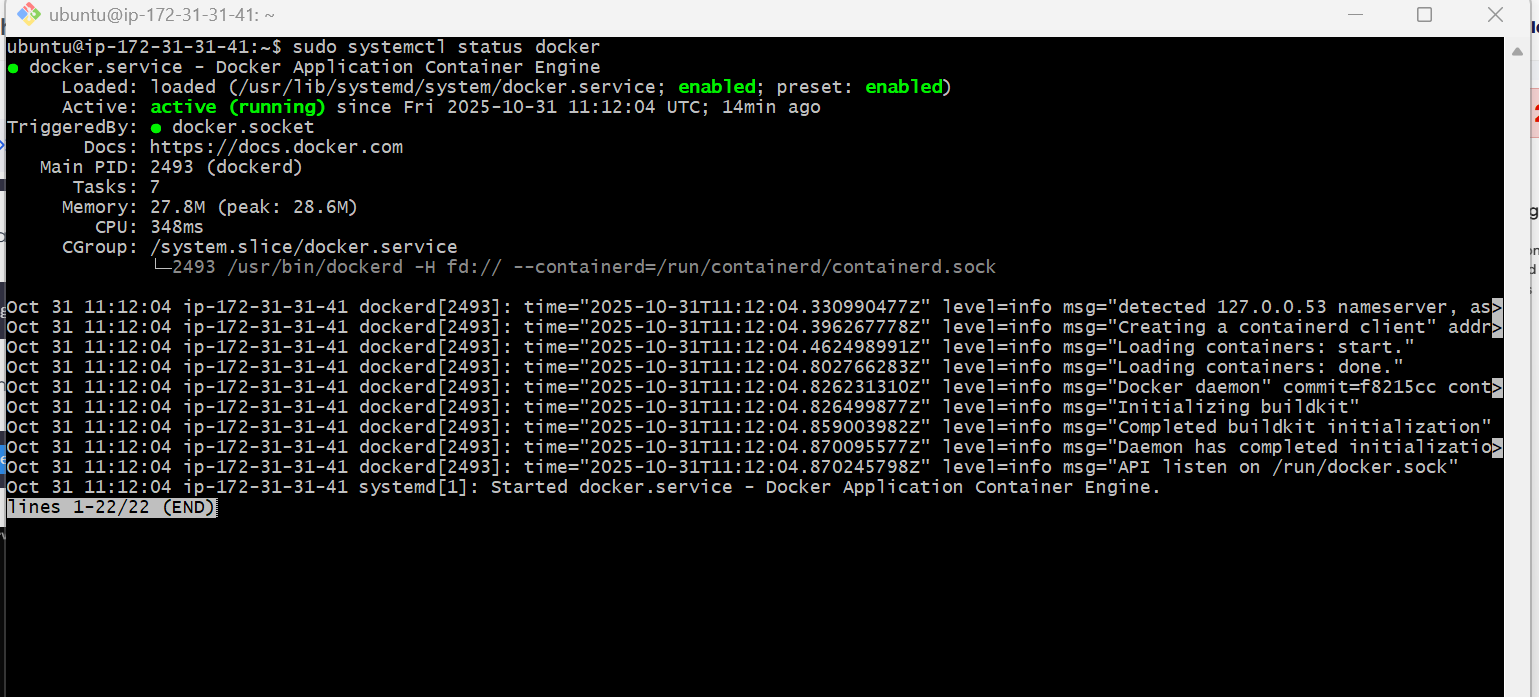 ubuntu@ip-172-31-31-41: ~
ubuntu@ip-172-31-31-41:~$ sudo systemctl status docker
● docker.service - Docker Application Container Engine
     Loaded: loaded (/usr/lib/systemd/system/docker.service; enabled; preset: enabled)
     Active: active (running) since Fri 2025-10-31 11:12:04 UTC; 14min ago
TriggeredBy: ● docker.socket
       Docs: https://docs.docker.com
   Main PID: 2493 (dockerd)
      Tasks: 7
     Memory: 27.8M (peak: 28.6M)
        CPU: 348ms
     CGroup: /system.slice/docker.service
             └─2493 /usr/bin/dockerd -H fd:// --containerd=/run/containerd/containerd.sock
Oct 31 11:12:04 ip-172-31-31-41 dockerd[2493]: time="2025-10-31T11:12:04.330990477Z" level=info msg="detected 127.0.0.53 nameserver, as>
Oct 31 11:12:04 ip-172-31-31-41 dockerd[2493]: time="2025-10-31T11:12:04.396267778Z" level=info msg="Creating a containerd client" addr>
Oct 31 11:12:04 ip-172-31-31-41 dockerd[2493]: time="2025-10-31T11:12:04.462498991Z" level=info msg="Loading containers: start."
Oct 31 11:12:04 ip-172-31-31-41 dockerd[2493]: time="2025-10-31T11:12:04.802766283Z" level=info msg="Loading containers: done."
Oct 31 11:12:04 ip-172-31-31-41 dockerd[2493]: time="2025-10-31T11:12:04.826231310Z" level=info msg="Docker daemon" commit=f8215cc cont>
Oct 31 11:12:04 ip-172-31-31-41 dockerd[2493]: time="2025-10-31T11:12:04.826499877Z" level=info msg="Initializing buildkit"
Oct 31 11:12:04 ip-172-31-31-41 dockerd[2493]: time="2025-10-31T11:12:04.859003982Z" level=info msg="Completed buildkit initialization"
Oct 31 11:12:04 ip-172-31-31-41 dockerd[2493]: time="2025-10-31T11:12:04.870095577Z" level=info msg="Daemon has completed initializatio>
Oct 31 11:12:04 ip-172-31-31-41 dockerd[2493]: time="2025-10-31T11:12:04.870245798Z" level=info msg="API listen on /run/docker.sock"
Oct 31 11:12:04 ip-172-31-31-41 systemd[1]: Started docker.service - Docker Application Container Engine.
lines 1-22/22 (END)